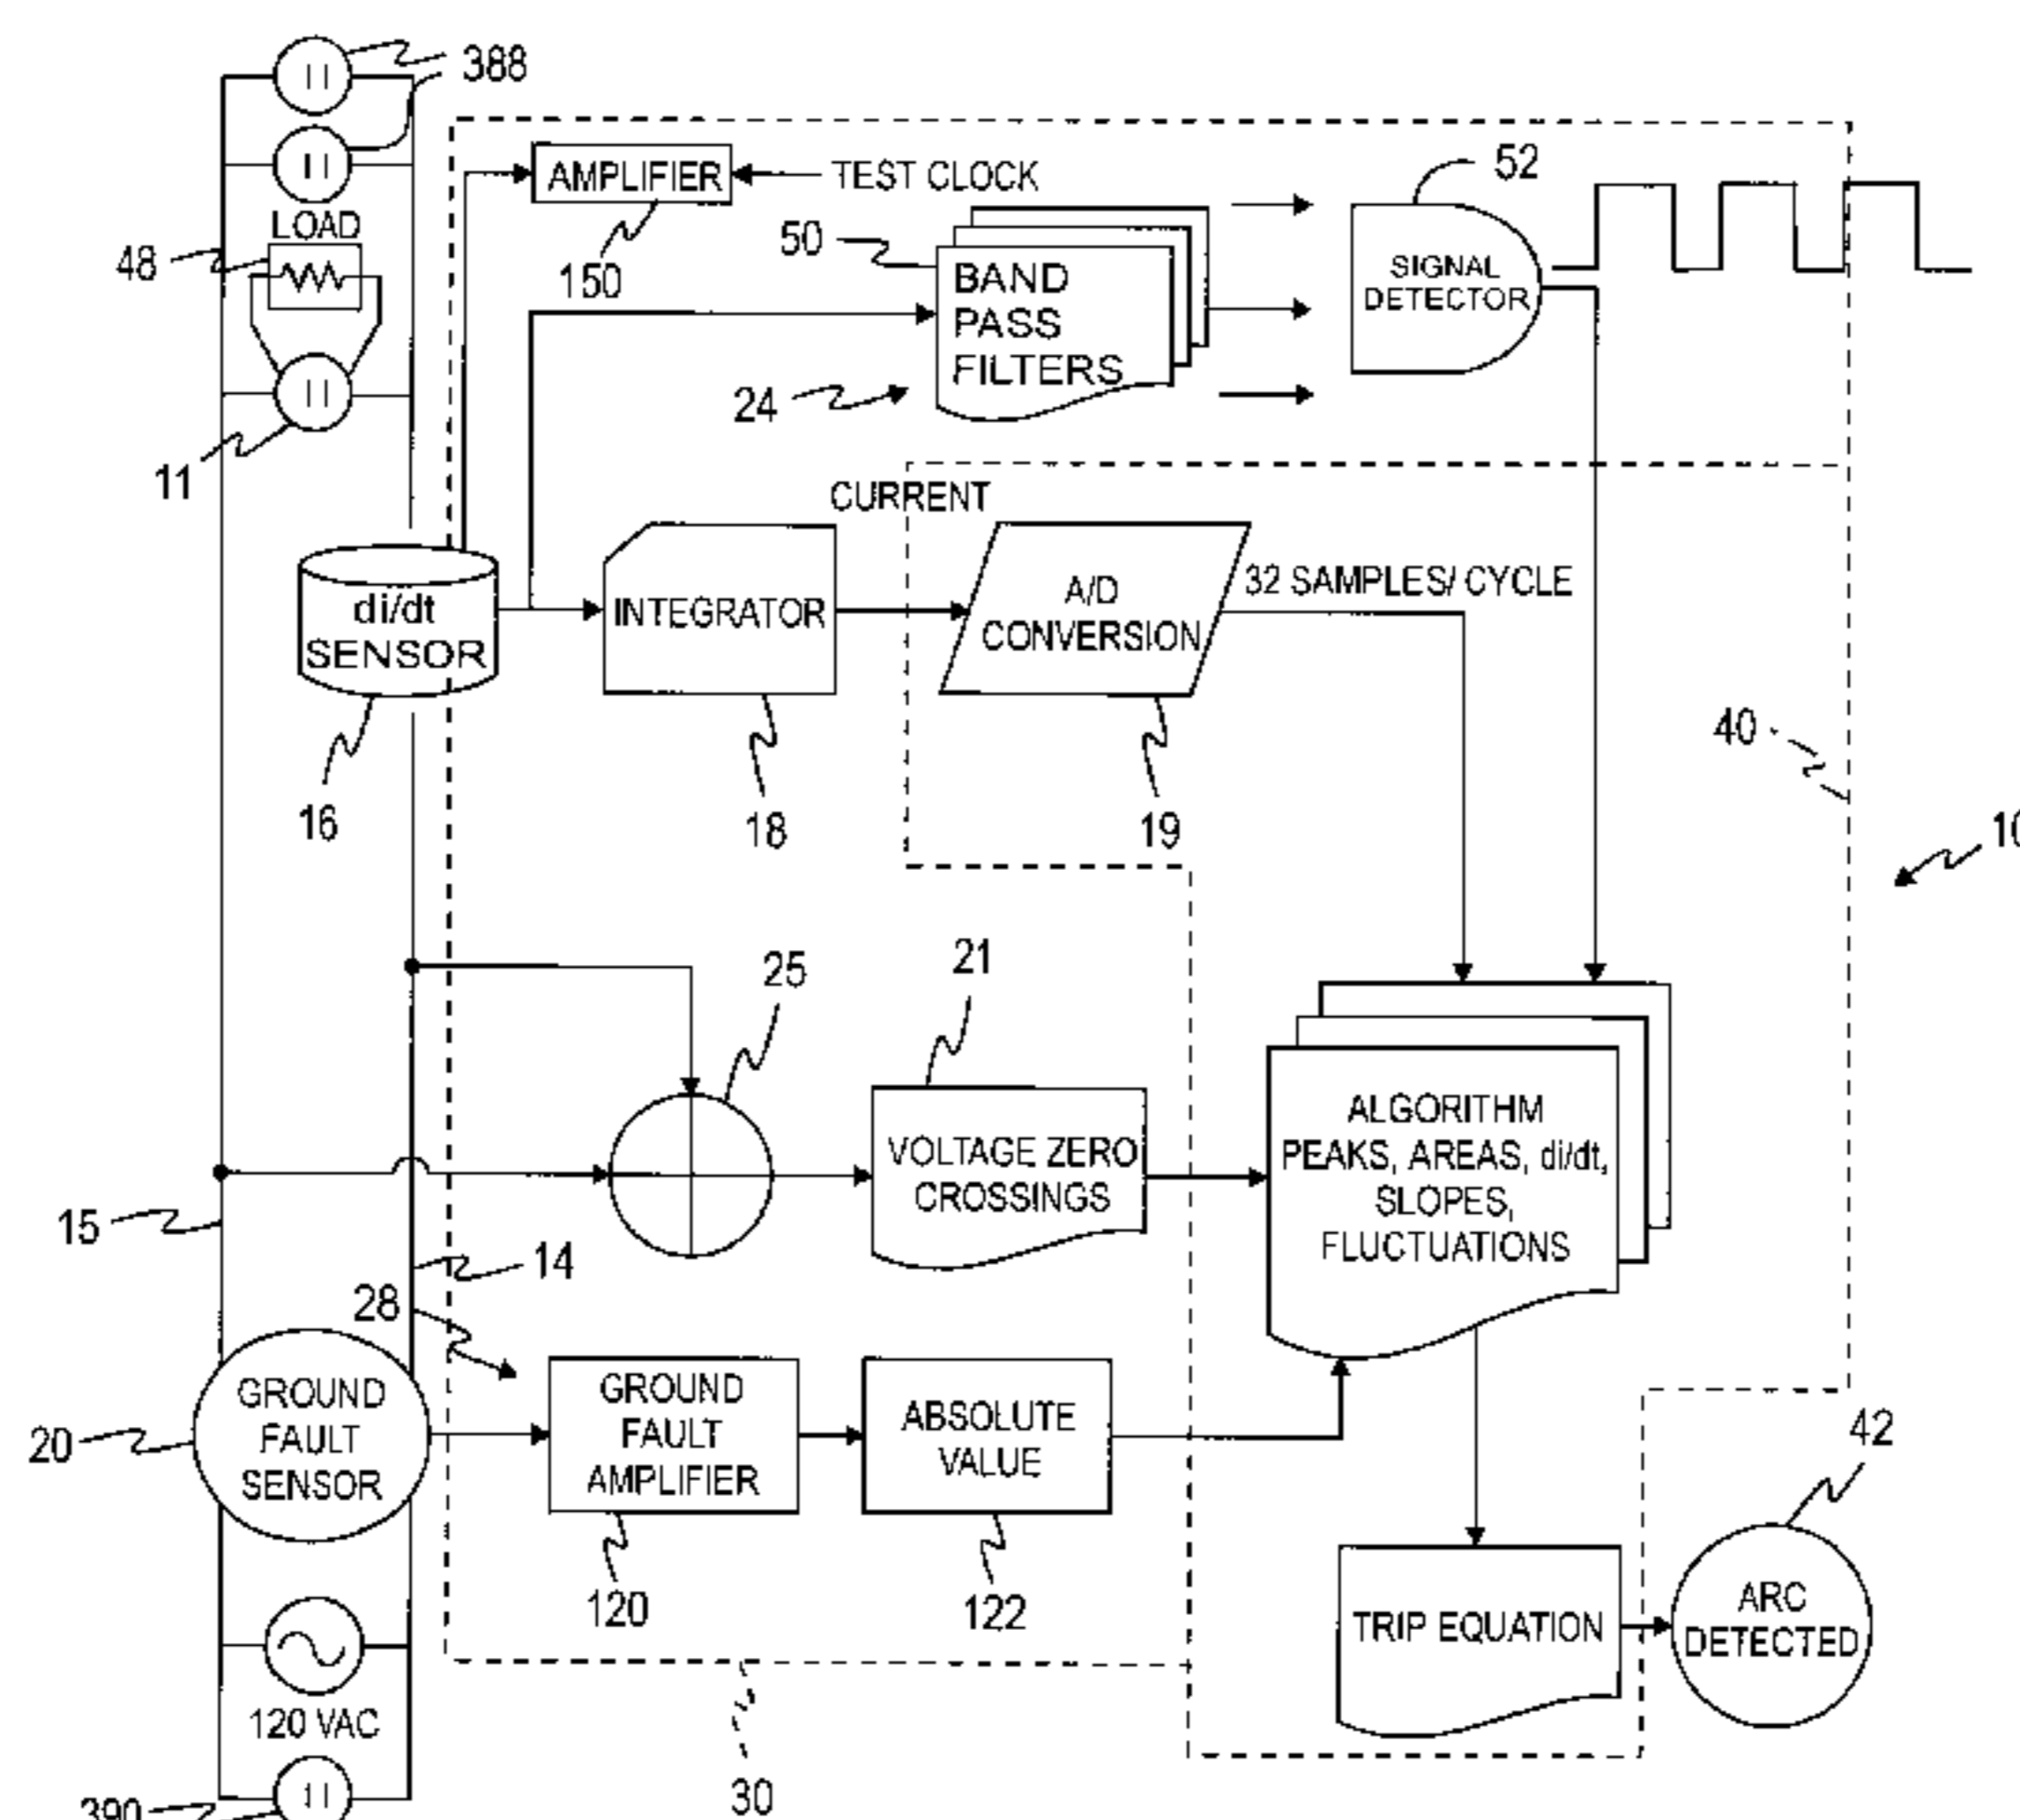 388
TEST CLOCK
AMPLIFIER
52
LOAD
48
150
50
BAND
PASS
FILTERS
SIGNAL
DETECTOR
24
11
CURRENT
di/dt
SENSOR
INTEGRATOR
A/D
CONVERSION
32 SAMPLES/ CYCLE
16
18
19
40
10
25
21
VOLTAGE ZERO
CROSSINGS
ALGORITHM
PEAKS, AREAS, di/dt,
SLOPES,
FLUCTUATIONS
15
14
28
GROUND
FAULT
SENSOR
20
GROUND
FAULT
AMPLIFIER
ABSOLUTE
VALUE
42
120
122
TRIP EQUATION
ARC
DETECTED
120 VAC
30
390